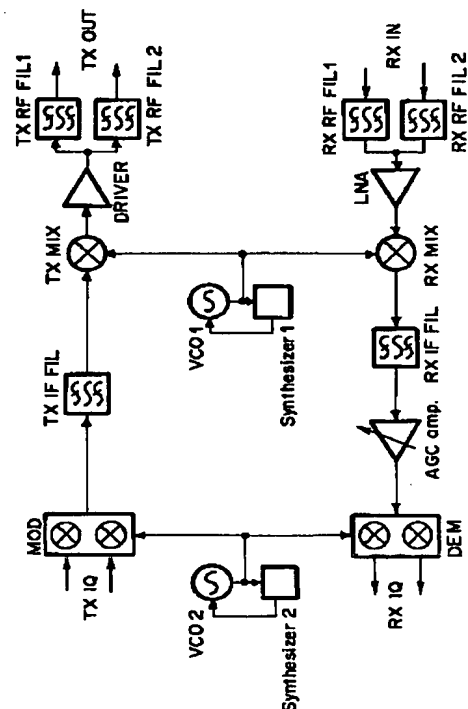 TX RF FIL1
TX OUT
TX RF FIL 2
DRIVER
TX MIX
TX IF FIL
MOD
TX IQ
VCO 1
Synthesizer 1
VCO 2
Synthesizer 2
RX RF FIL1
RX IN
RX RF FIL 2
LNA
RX MIX
RX IF FIL
AGC amp.
DEM
RX IQ